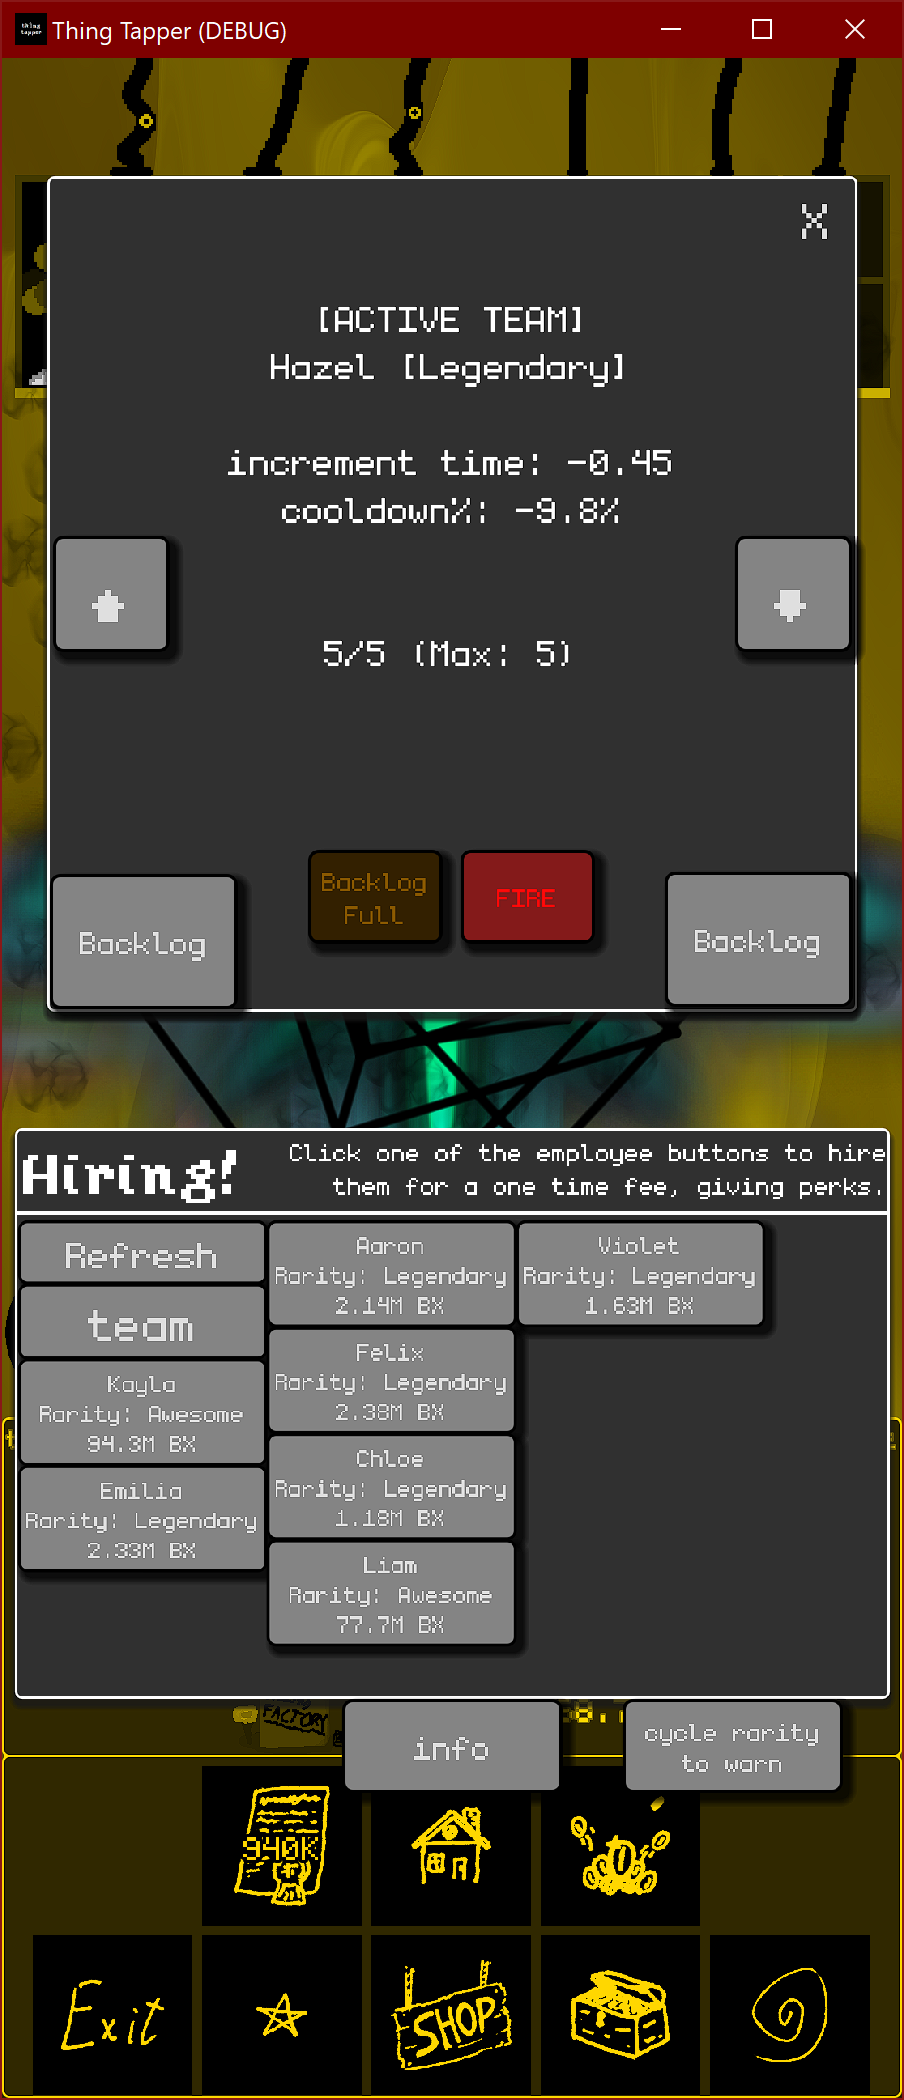 Thing Tapper (DEBUG)
X
[ACTIVE TEAM]
Hazel [Legendary]
increment time: -0.45
cooldown%: -9.8%
5/5 (Max: 5)
Backlog
Full
FIRE
Backlog
Backlog
Hiring!
Click one of the employee buttons to hire
them for a one time fee, giving perks.
Refresh
team
Kayla
Rarity: Awesome
94.3M BX
Emilia
Rarity: Legendary
2.33M BX
Aaron
Rarity: Legendary
2.14M BX
Felix
Rarity: Legendary
2.38M BX
Chloe
Rarity: Legendary
1.18M BX
Liam
Rarity: Awesome
77.7M BX
Violet
Rarity: Legendary
1.63M BX
FACTORY
info
cycle rarity
to warn
940K
Exit
SHOP